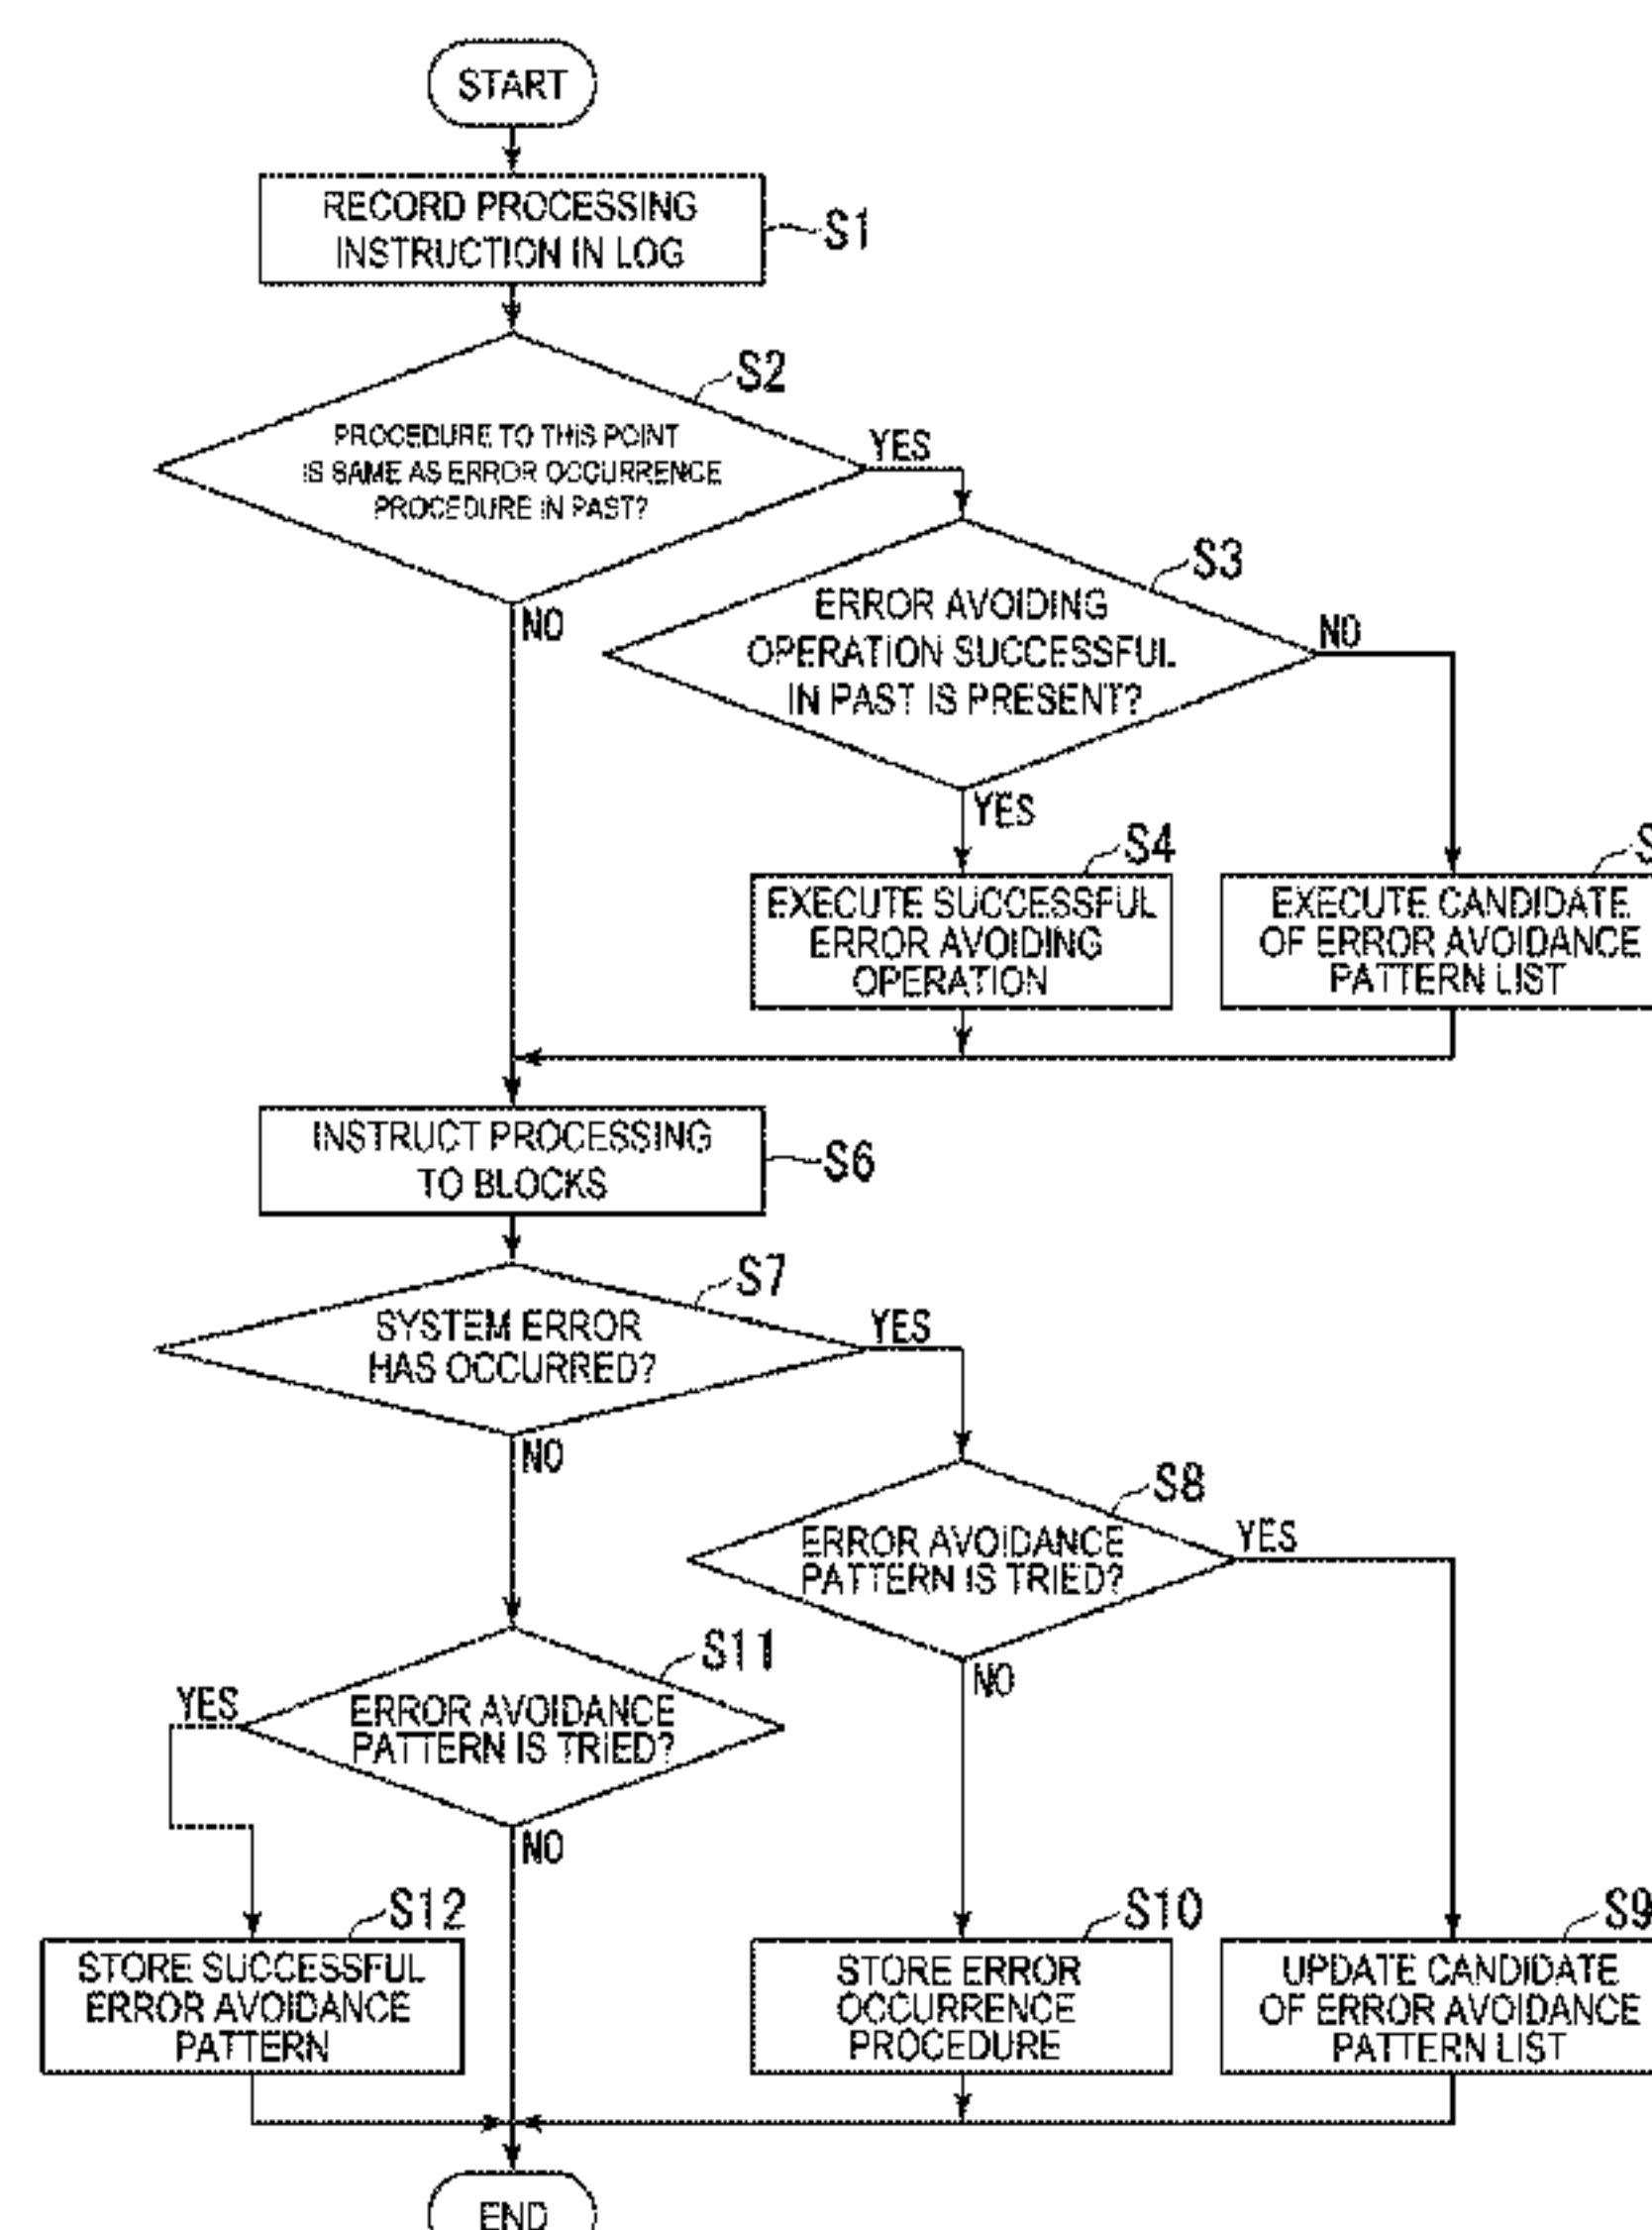 START
RECORD PROCESSING
INSTRUCTION IN LOG
S1
S2
PROCEDURE TO THIS POINT
IS SAME AS ERROR OCCURRENCE
PROCEDURE IN PAST?
YES
NO
S3
ERROR AVOIDING
OPERATION SUCCESSFUL
IN PAST IS PRESENT?
NO
YES
S4
EXECUTE SUCCESSFUL
ERROR AVOIDING
OPERATION
S
EXECUTE CANDIDATE
OF ERROR AVOIDANCE
PATTERN LIST
INSTRUCT PROCESSING
TO BLOCKS
S6
S7
SYSTEM ERROR
HAS OCCURRED?
YES
NO
S8
ERROR AVOIDANCE
PATTERN IS TRIED?
YES
NO
S11
ERROR AVOIDANCE
PATTERN IS TRIED?
YES
NO
S12
STORE SUCCESSFUL
ERROR AVOIDANCE
PATTERN
S10
STORE ERROR
OCCURRENCE
PROCEDURE
S9
UPDATE CANDIDATE
OF ERROR AVOIDANCE
PATTERN LIST
END